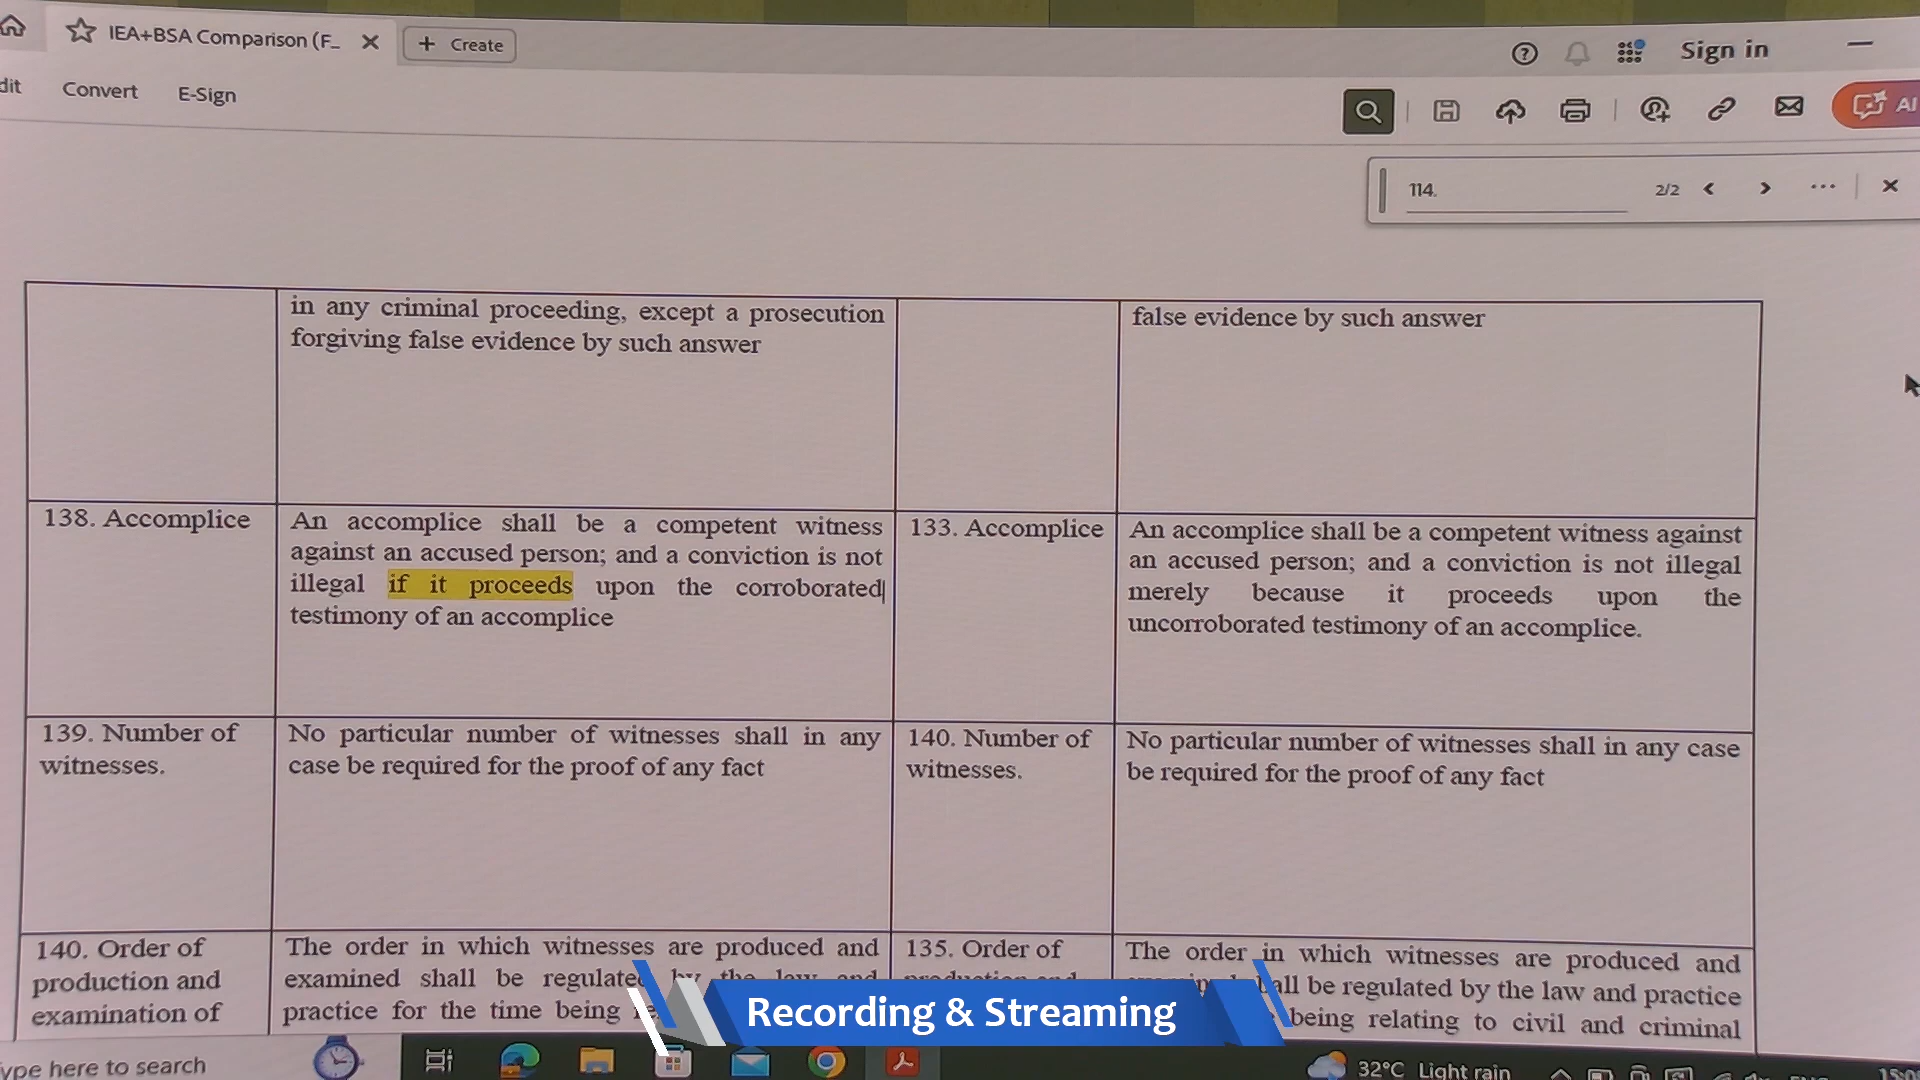 IEA+BSA Comparison (F_
+ Create
Sign in
dit
Convert
E-Sign
AI
114.
2/2
in any criminal proceeding, except a prosecution
forgiving false evidence by such answer
false evidence by such answer
138. Accomplice
An accomplice shall be a competent witness
against an accused person; and a conviction is not
illegal if it proceeds upon the corroborated
testimony of an accomplice
133. Accomplice
An accomplice shall be a competent witness against
an accused person; and a conviction is not illegal
merely because it proceeds upon the
uncorroborated testimony of an accomplice.
139. Number of
witnesses.
No particular number of witnesses shall in any
case be required for the proof of any fact
140. Number of
witnesses.
No particular number of witnesses shall in any case
be required for the proof of any fact
140. Order of
production and
examination of
The order in which witnesses are produced and
examined shall be regulated by the law and
practice for the time being
135. Order of
production and
The order in which witnesses are produced and
shall be regulated by the law and practice
being relating to civil and criminal
Recording & Streaming
ype here to search
32°C Light rain